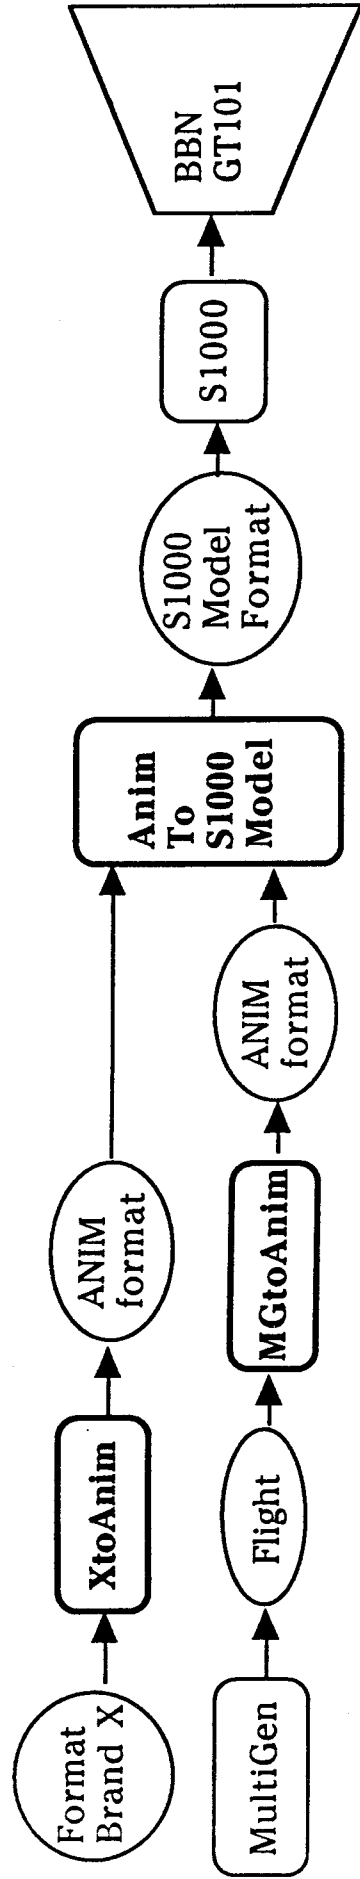 Format
Brand X
XtoAnim
ANIM
format
MultiGen
Flight
MGtoAnim
ANIM
format
Anim
To
S1000
Model
S1000
Model
Format
S1000
BBN
GT101